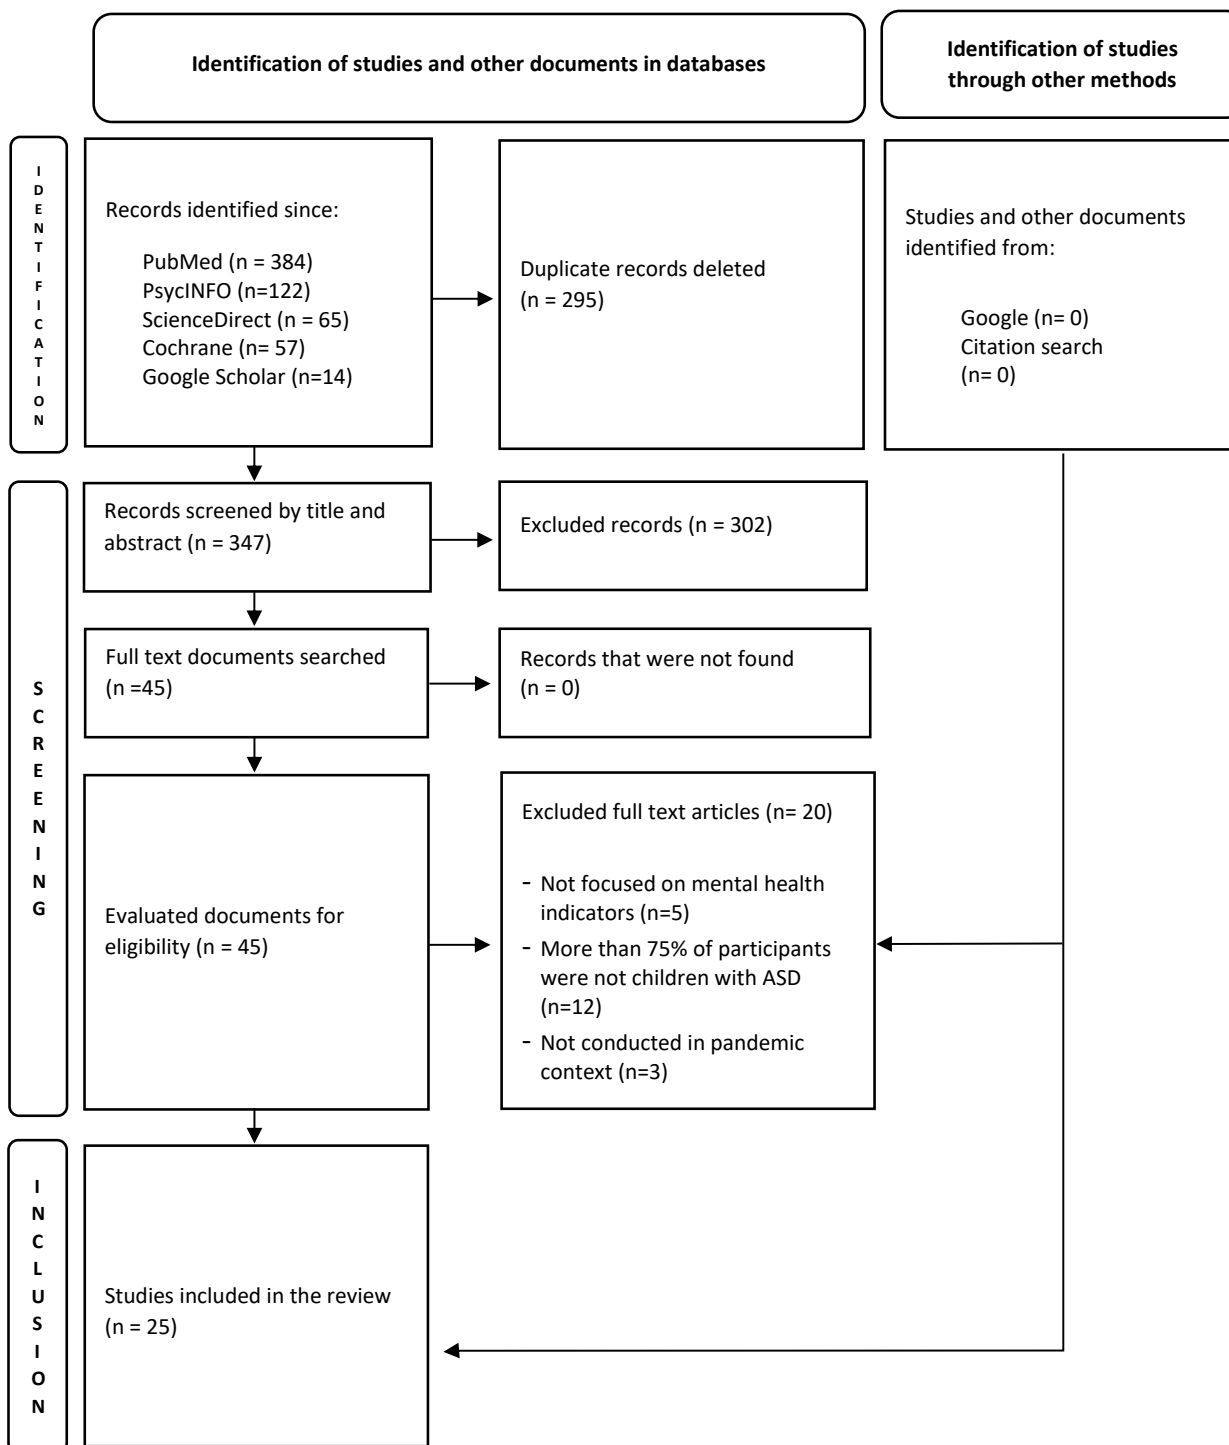 Identification of studies and other documents in databases
Identification of studies
through other methods
IDENTIFICATION
Records identified since:
PubMed (n = 384)
PsycINFO (n=122)
ScienceDirect (n = 65)
Cochrane (n= 57)
Google Scholar (n=14)
Duplicate records deleted
(n = 295)
Studies and other documents
identified from:
Google (n= 0)
Citation search
(n= 0)
SCREENING
Records screened by title and
abstract (n = 347)
Excluded records (n = 302)
Full text documents searched
(n =45)
Records that were not found
(n = 0)
Evaluated documents for
eligibility (n = 45)
Excluded full text articles (n= 20)
- Not focused on mental health
indicators (n=5)
- More than 75% of participants
were not children with ASD
(n=12)
- Not conducted in pandemic
context (n=3)
INCLUSION
Studies included in the review
(n = 25)